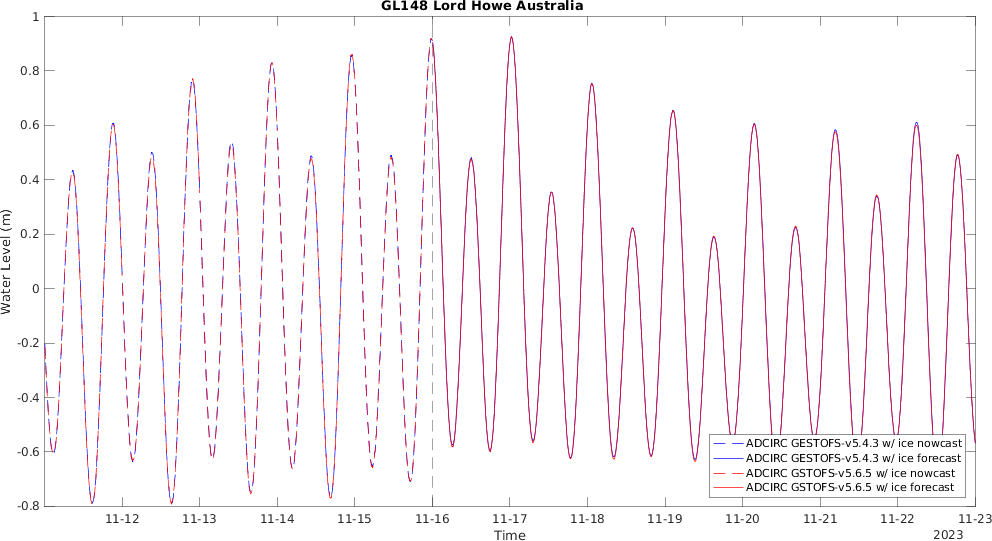 GL148 Lord Howe Australia
Water Level (m)
1
0.8
0.6
0.4
0.2
0
-0.2
-0.4
-0.6
-0.8
ADCIRC GESTOFS-v5.4.3 w/ ice nowcast
ADCIRC GESTOFS-v5.4.3 w/ ice forecast
ADCIRC GSTOFS-v5.6.5 w/ ice nowcast
ADCIRC GSTOFS-v5.6.5 w/ ice forecast
11-12 11-13 11-14 11-15 11-16 11-17 11-18 11-19 11-20 11-21 11-22 11-23
Time
2023